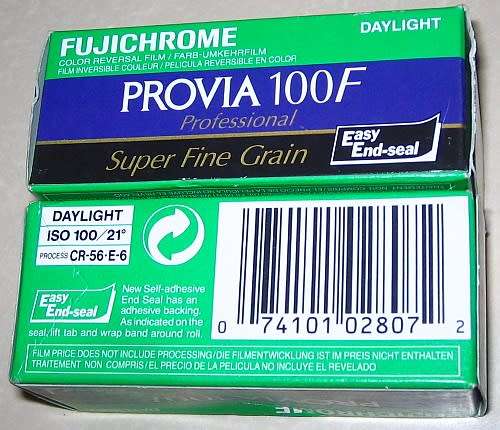 FUJICHROME
DAYLIGHT
COLOR REVERSAL FILM / FARB-UMKEHRFILM
FILM INVERSIBLE COULEUR / PELICULA REVERSIBLE EN COLOR
PROVIA 100F
Professional
Super Fine Grain
Easy
End-seal
DAYLIGHT
ISO 100/21°
PROCESS CR-56·E-6
Easy
End-seal
New Self-adhesive
End Seal has an
adhesive backing.
As indicated on the
seal, lift tab and wrap band around roll.
0 74101 02807 2
FILM PRICE DOES NOT INCLUDE PROCESSING/DIE FILMENTWICKLUNG IST IM PREIS NICHT ENTHALTEN
TRAITEMENT NON COMPRIS/EL PRECIO DE LA PELICULA NO INCLUYE EL REVELADO